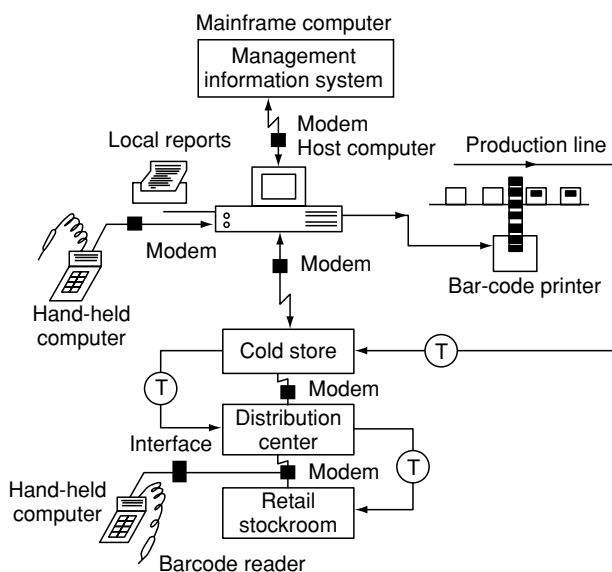 Mainframe computer
Management
information system
Modem
Host computer
Local reports
Production line
Modem
Modem
Hand-held
computer
Bar-code printer
Cold store
T
T
Modem
Distribution
center
Interface
T
Modem
Hand-held
computer
Retail
stockroom
Barcode reader